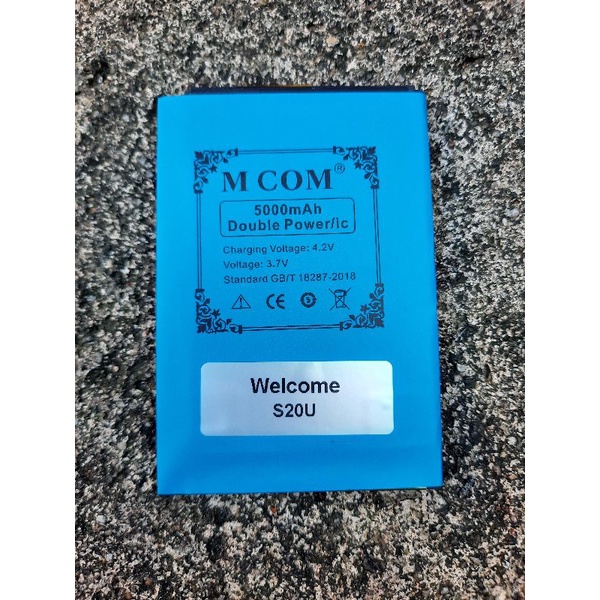 M COM®
5000mAh
Double Power/ic
Charging Voltage: 4.2V
Voltage: 3.7V
Standard GB/T 18287-2018
CE
Welcome
S20U